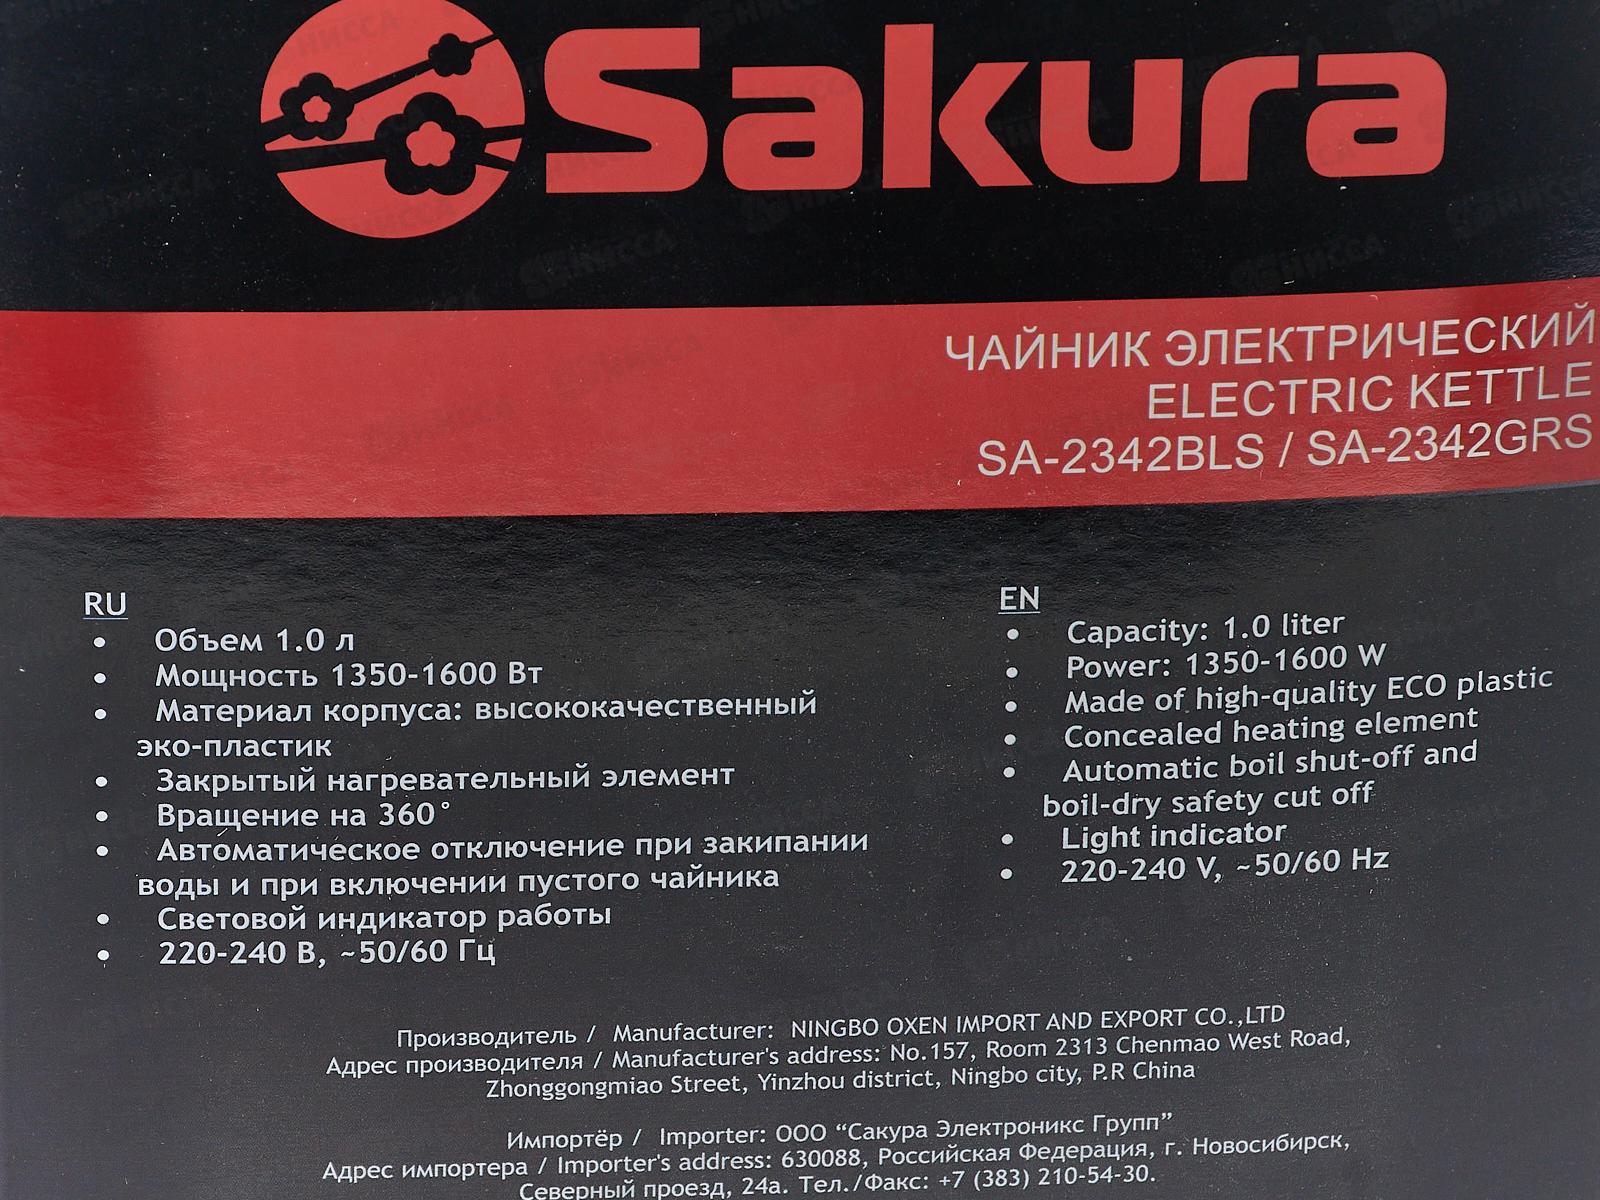 Sakura
ЧАЙНИК ЭЛЕКТРИЧЕСКИЙ
ELECTRIC KETTLE
SA-2342BLS / SA-2342GRS
RU
• Объем 1.0 л
• Мощность 1350-1600 Вт
• Материал корпуса: высококачественный
эко-пластик
• Закрытый нагревательный элемент
• Вращение на 360°
• Автоматическое отключение при закипании
воды и при включении пустого чайника
• Световой индикатор работы
• 220-240 В, ~50/60 Гц
EN
• Capacity: 1.0 liter
• Power: 1350-1600 W
• Made of high-quality ECO plastic
• Concealed heating element
• Automatic boil shut-off and
boil-dry safety cut off
• Light indicator
• 220-240 V, ~50/60 Hz
Производитель / Manufacturer: NINGBO OXEN IMPORT AND EXPORT CO.,LTD
Адрес производителя / Manufacturer's address: No.157, Room 2313 Chenmao West Road,
Zhonggongmiao Street, Yinzhou district, Ningbo city, P.R China
Импортёр / Importer: ООО “Сакура Электроникс Групп”
Адрес импортера / Importer's address: 630088, Российская Федерация, г. Новосибирск,
Северный проезд, 24а. Тел./Факс: +7 (383) 210-54-30.